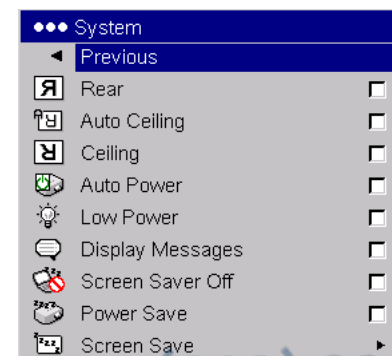 System
Previous
Rear
Auto Ceiling
Ceiling
Auto Power
Low Power
Display Messages
Screen Saver Off
Power Save
Screen Save